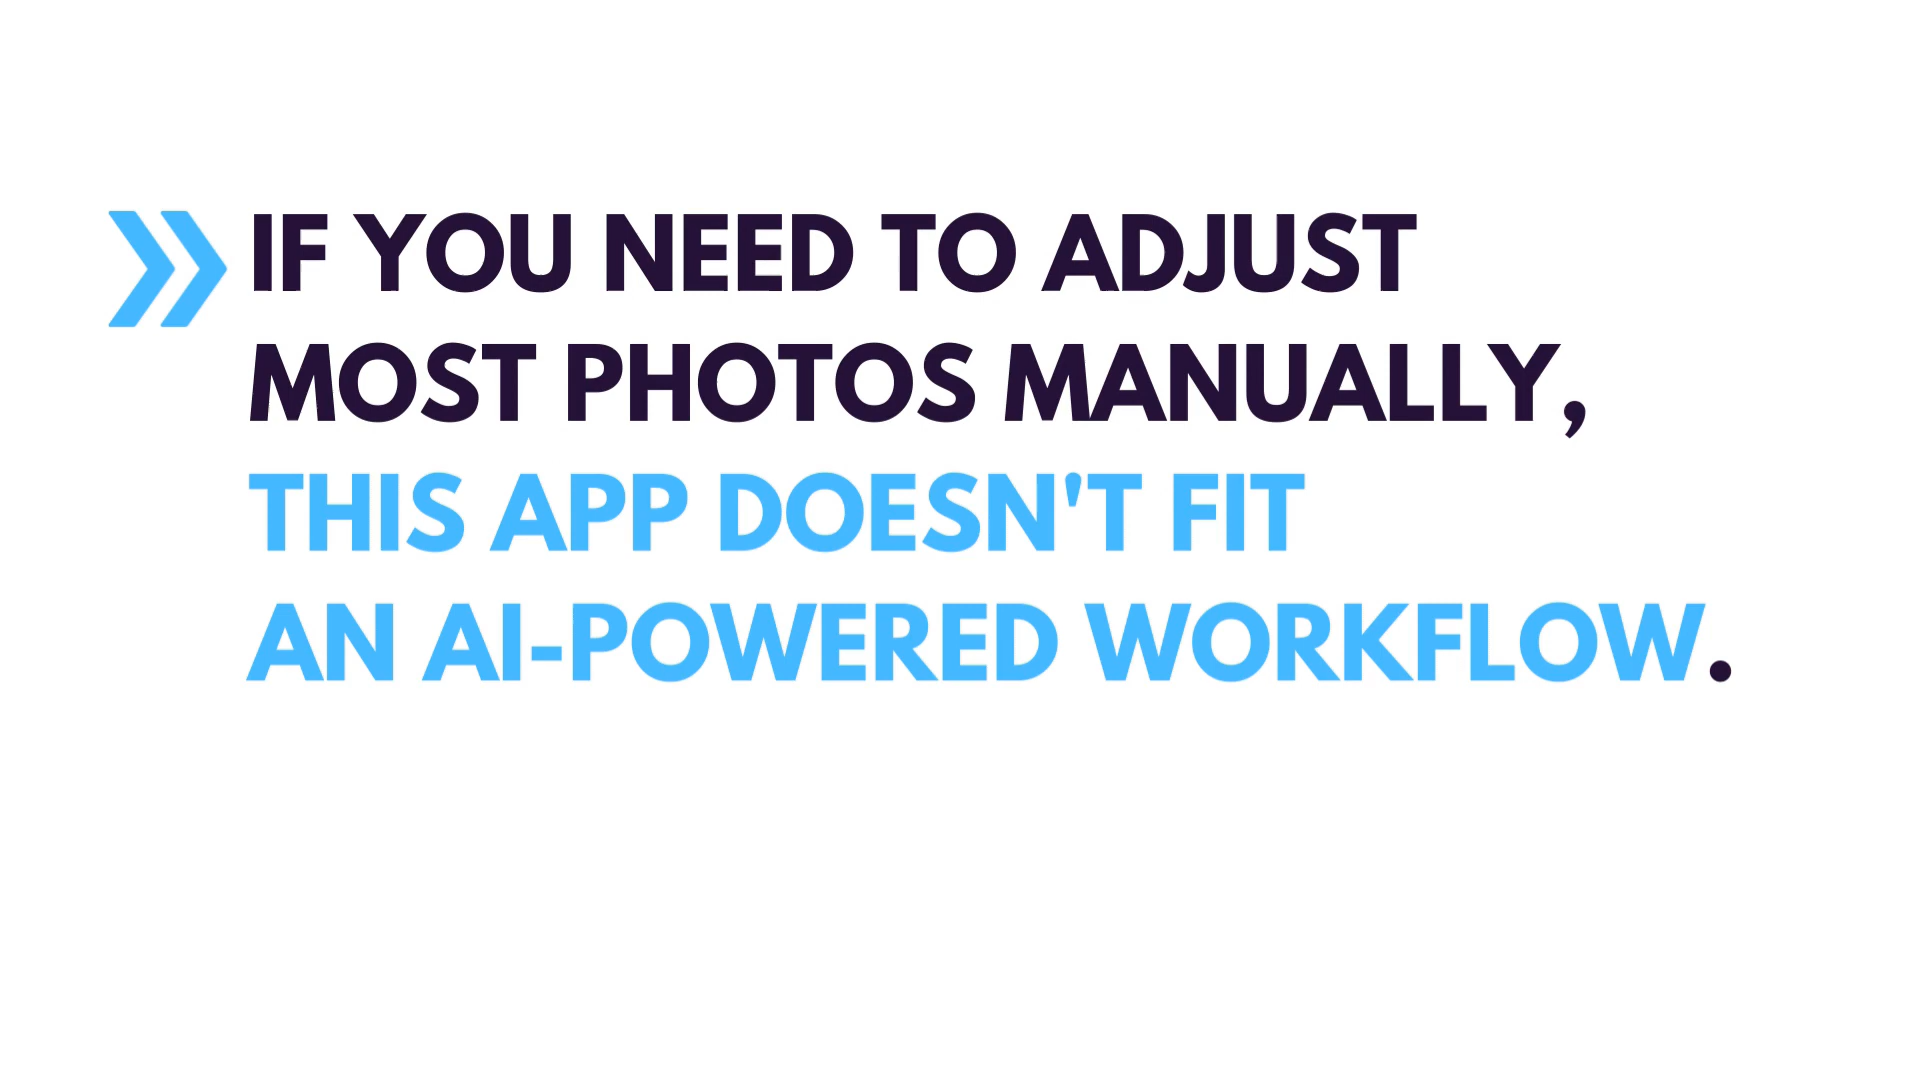 IF YOU NEED TO ADJUST
MOST PHOTOS MANUALLY,
THIS APP DOESN'T FIT
AN AI-POWERED WORKFLOW.